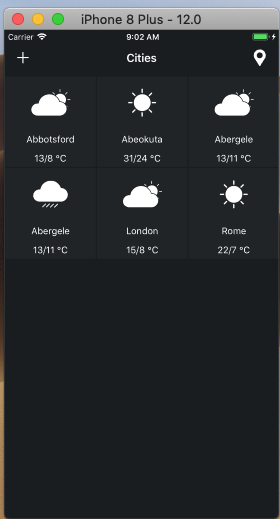 iPhone 8 Plus - 12.0
Carrier 9:02 AM
+ Cities
Abbotsford Abeokuta Abergele
13/8 °C 31/24 °C 13/11 °C
Abergele London Rome
13/11 °C 15/8 °C 22/7 °C